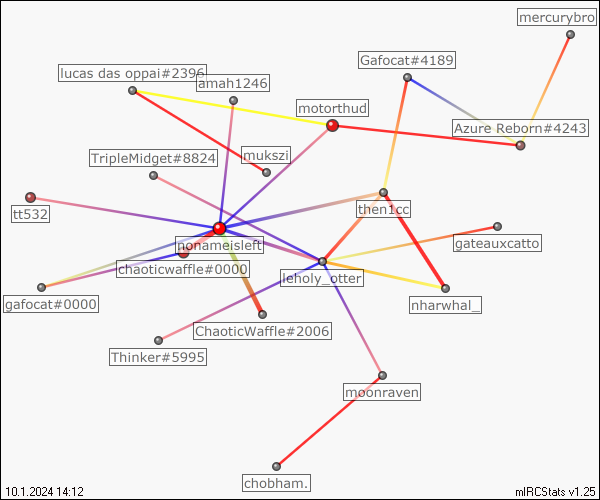 mercurybro
Gafocat#4189
lucas das oppai#2396
amah1246
motorthud
Azure Reborn#4243
TripleMidget#8824
mukszi
tt532
then1cc
nonameisleft
gateauxcatto
chaoticwaffle#0000
leholy_otter
gafocat#0000
nharwhal_
ChaoticWaffle#2006
Thinker#5995
moonraven
chobham.
10.1.2024 14:12
mIRCStats v1.25